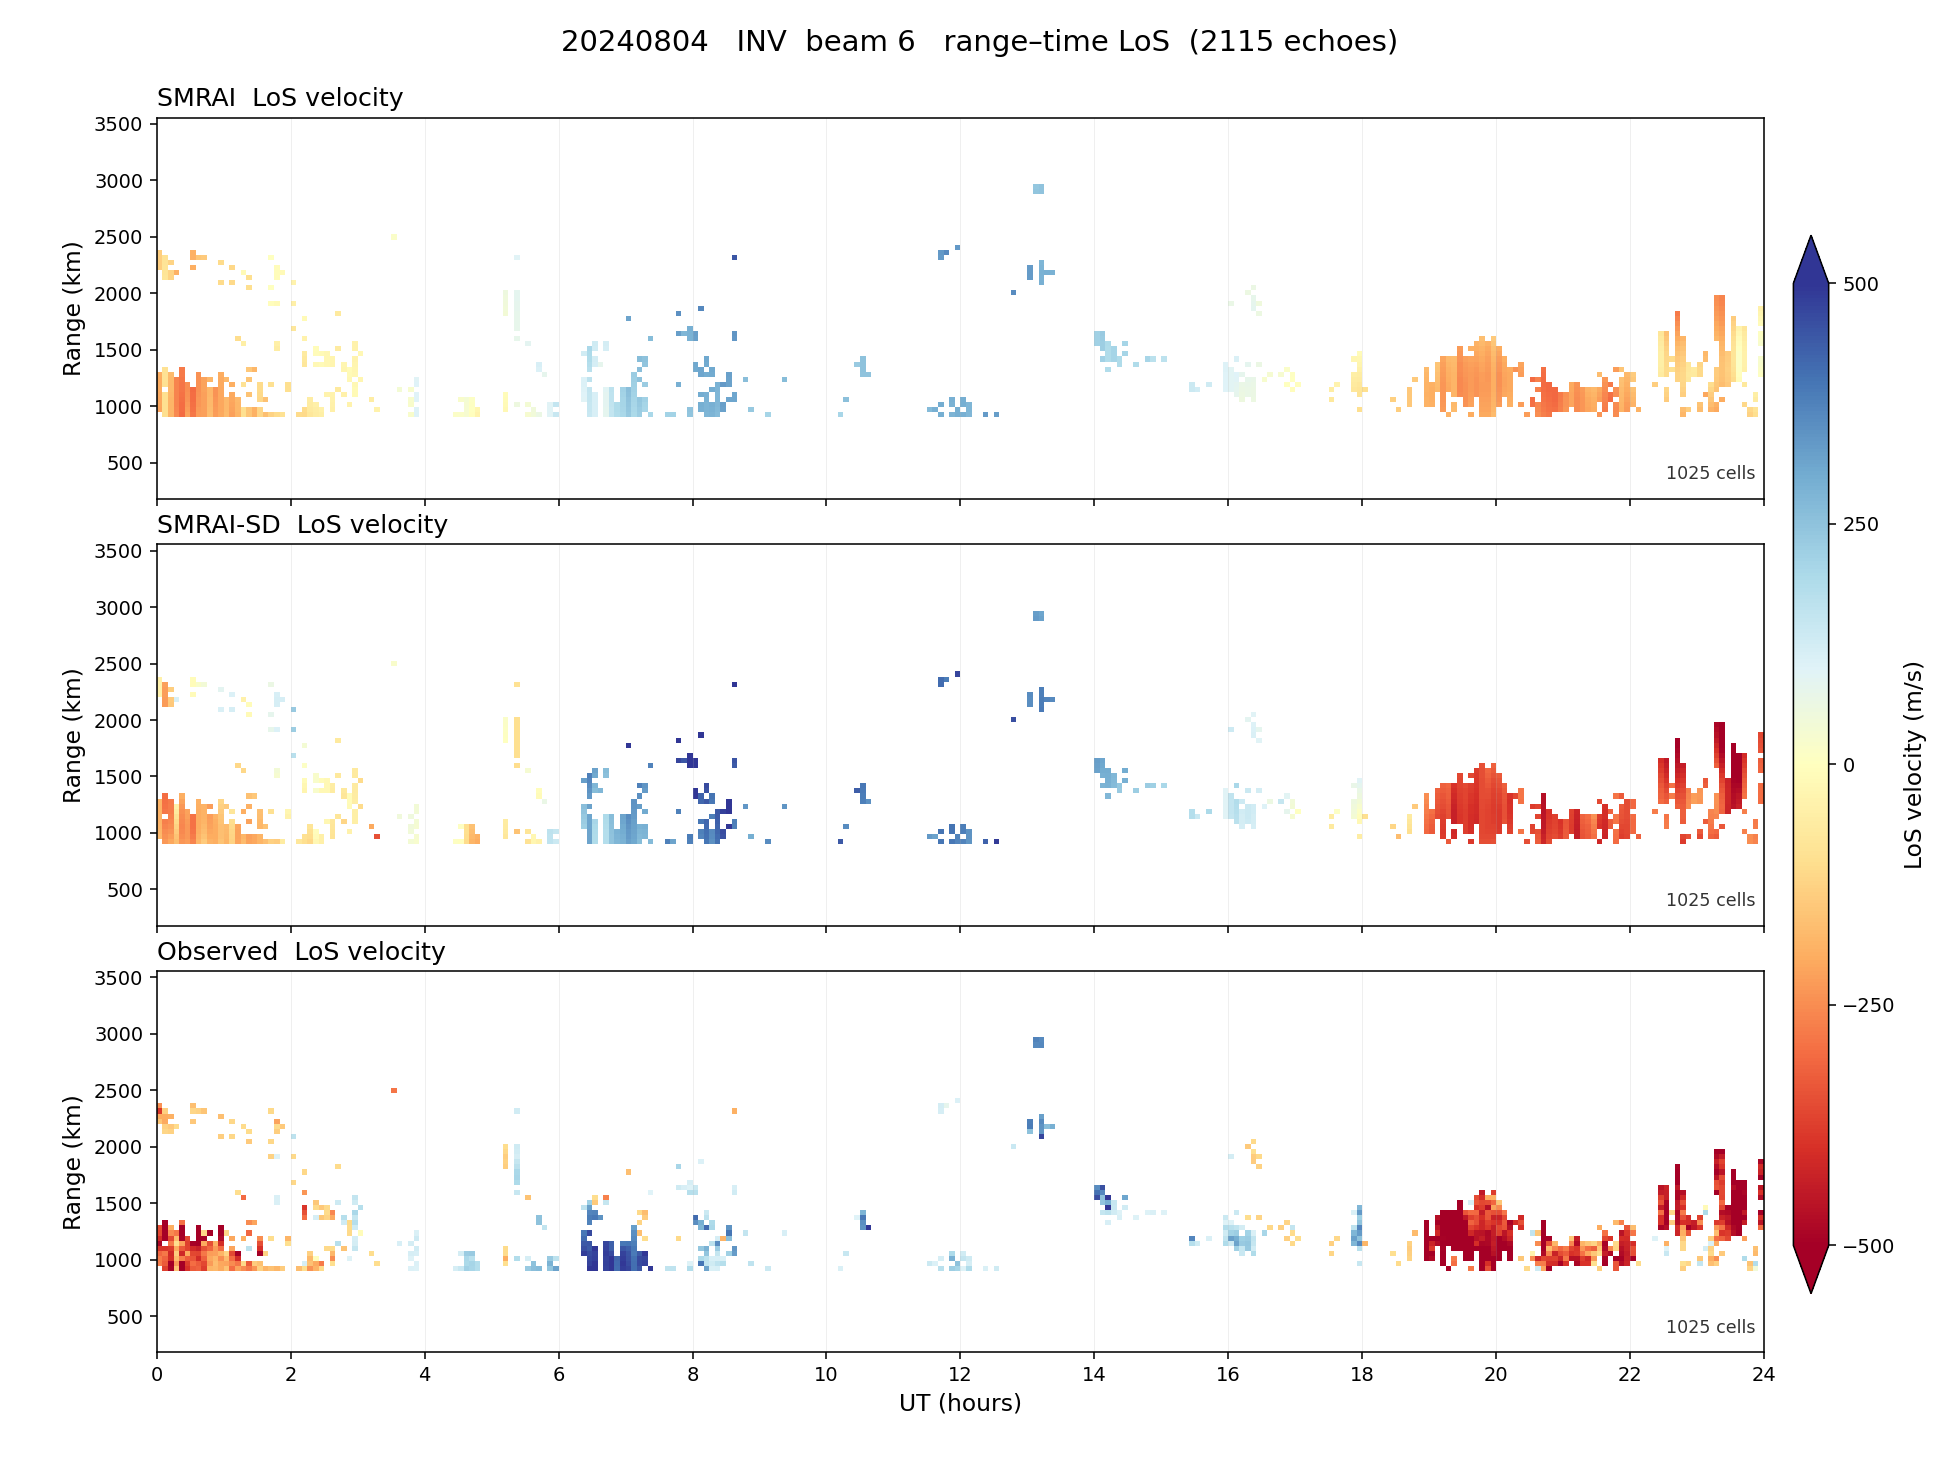 20240804   INV  beam 6   range–time LoS  (2115 echoes)
SMRAI  LoS velocity
3500
3000
2500
2000
1500
1000
500
Range (km)
1025 cells
SMRAI-SD  LoS velocity
3500
3000
2500
2000
1500
1000
500
Range (km)
1025 cells
Observed  LoS velocity
3500
3000
2500
2000
1500
1000
500
Range (km)
1025 cells
0 2 4 6 8 10 12 14 16 18 20 22 24
UT (hours)
500
250
0
−250
−500
LoS velocity (m/s)